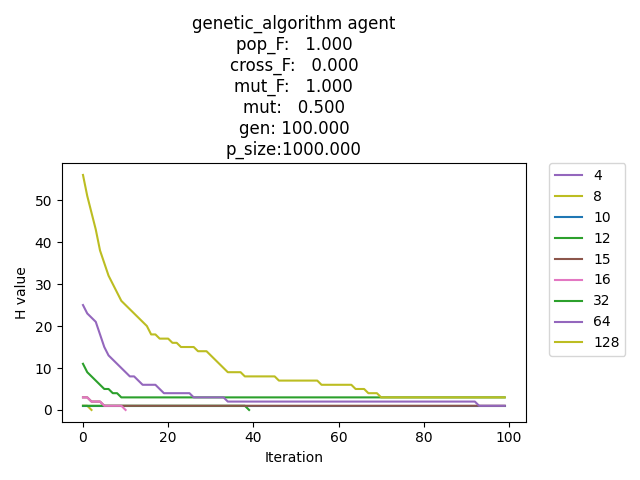 genetic_algorithm agent
pop_F:   1.000
cross_F:   0.000
mut_F:   1.000
mut:   0.500
gen: 100.000
p_size:1000.000
H value
50
40
30
20
10
0
0 20 40 60 80 100
Iteration
4
8
10
12
15
16
32
64
128